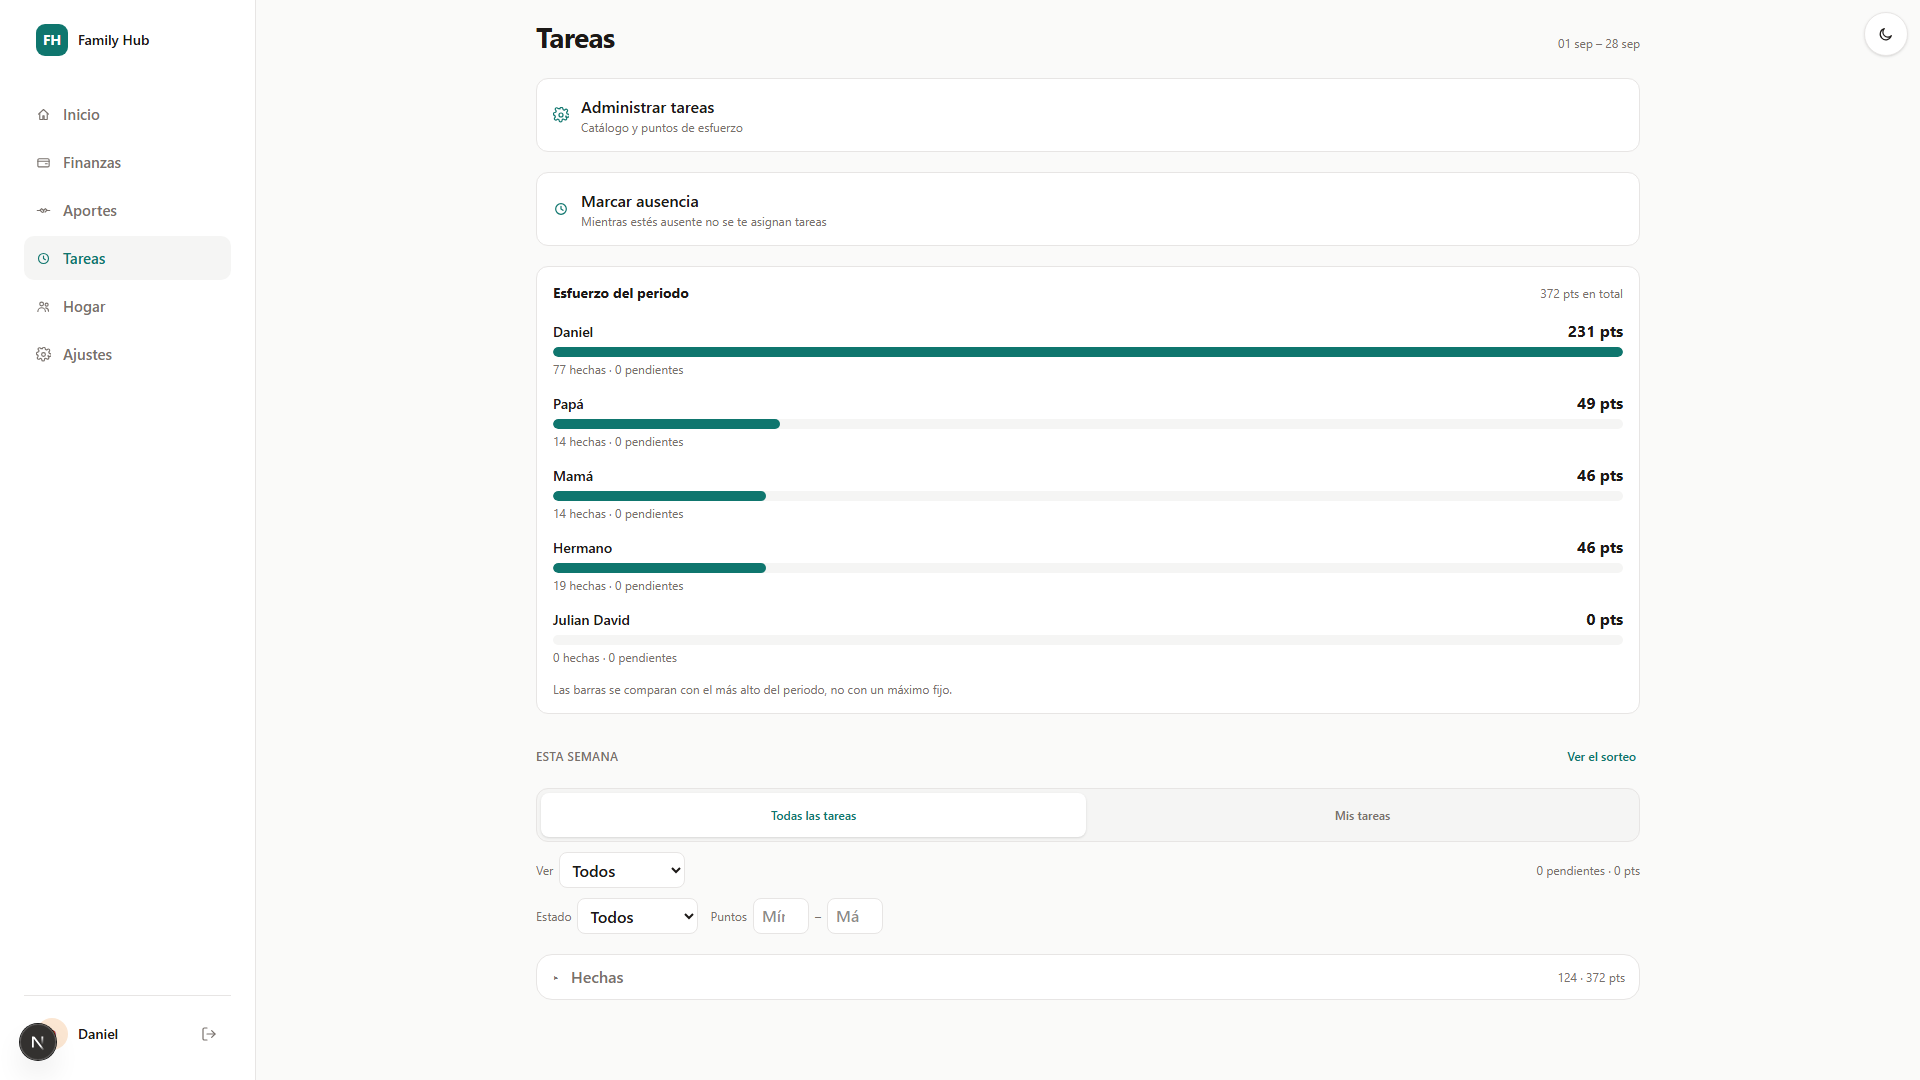 FH Family Hub
Inicio
Finanzas
Aportes
Tareas
Hogar
Ajustes
N Daniel
Tareas
01 sep – 28 sep
Administrar tareas
Catálogo y puntos de esfuerzo
Marcar ausencia
Mientras estés ausente no se te asignan tareas
Esfuerzo del periodo 372 pts en total
Daniel 231 pts
77 hechas · 0 pendientes
Papá 49 pts
14 hechas · 0 pendientes
Mamá 46 pts
14 hechas · 0 pendientes
Hermano 46 pts
19 hechas · 0 pendientes
Julian David 0 pts
0 hechas · 0 pendientes
Las barras se comparan con el más alto del periodo, no con un máximo fijo.
ESTA SEMANA Ver el sorteo
Todas las tareas Mis tareas
Ver Todos 0 pendientes · 0 pts
Estado Todos Puntos Mír – Má
Hechas 124 · 372 pts